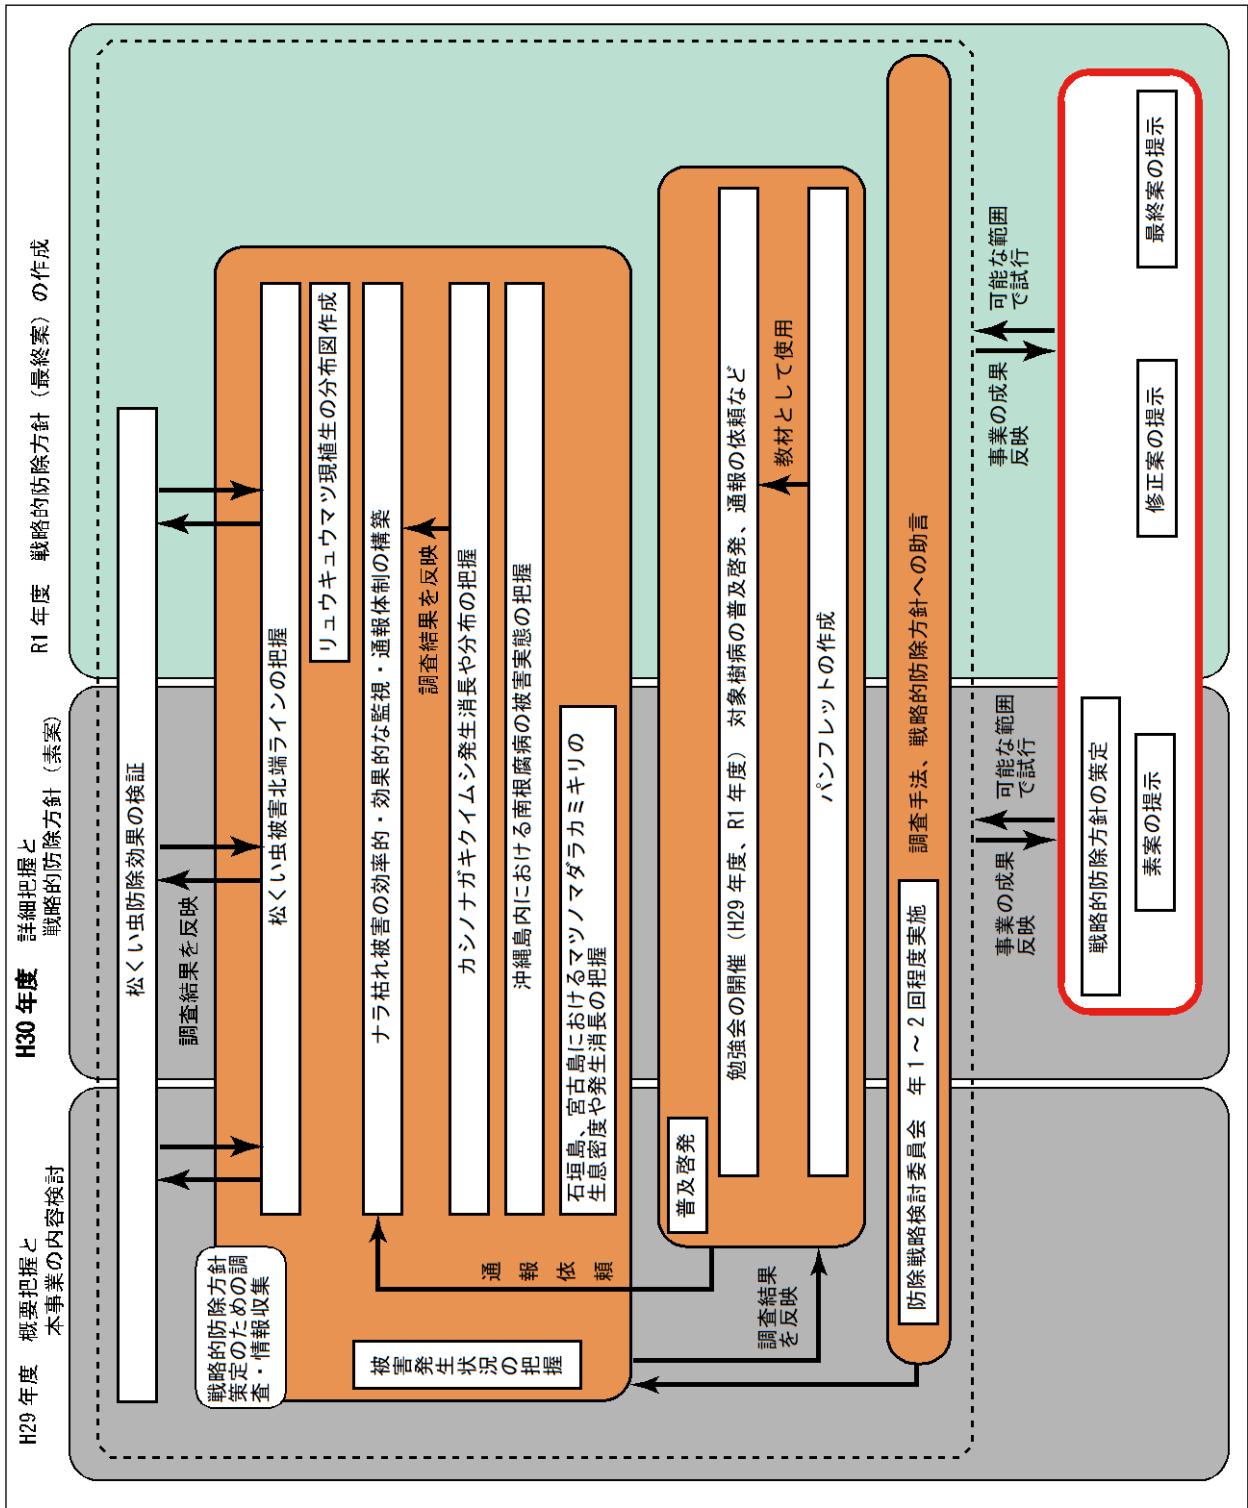 H29 年度　概要把握と
本事業の内容検討
H30 年度　詳細把握と
戦略的防除方針（素案）
R1 年度　戦略的防除方針（最終案）の作成
松くい虫防除効果の検証
調査結果を反映
戦略的防除方針
策定のための調
査・情報収集
松くい虫被害北端ラインの把握
リュウキュウマツ現植生の分布図作成
ナラ枯れ被害の効率的・効果的な監視・通報体制の構築
調査結果を反映
カシノナガキクイムシ発生消長や分布の把握
沖縄島内における南根腐病の被害実態の把握
石垣島、宮古島におけるマツノマダラカミキリの
生息密度や発生消長の把握
被害発生状況の把握
通報依頼
普及啓発
勉強会の開催（H29 年度、R1 年度）　対象樹病の普及啓発、通報の依頼など
教材として使用
パンフレットの作成
調査結果
を反映
防除戦略検討委員会　年 1 ～ 2 回程度実施
調査手法、戦略的防除方針への助言
事業の成果
反映
可能な範囲
で試行
事業の成果
反映
可能な範囲
で試行
戦略的防除方針の策定
素案の提示
修正案の提示
最終案の提示